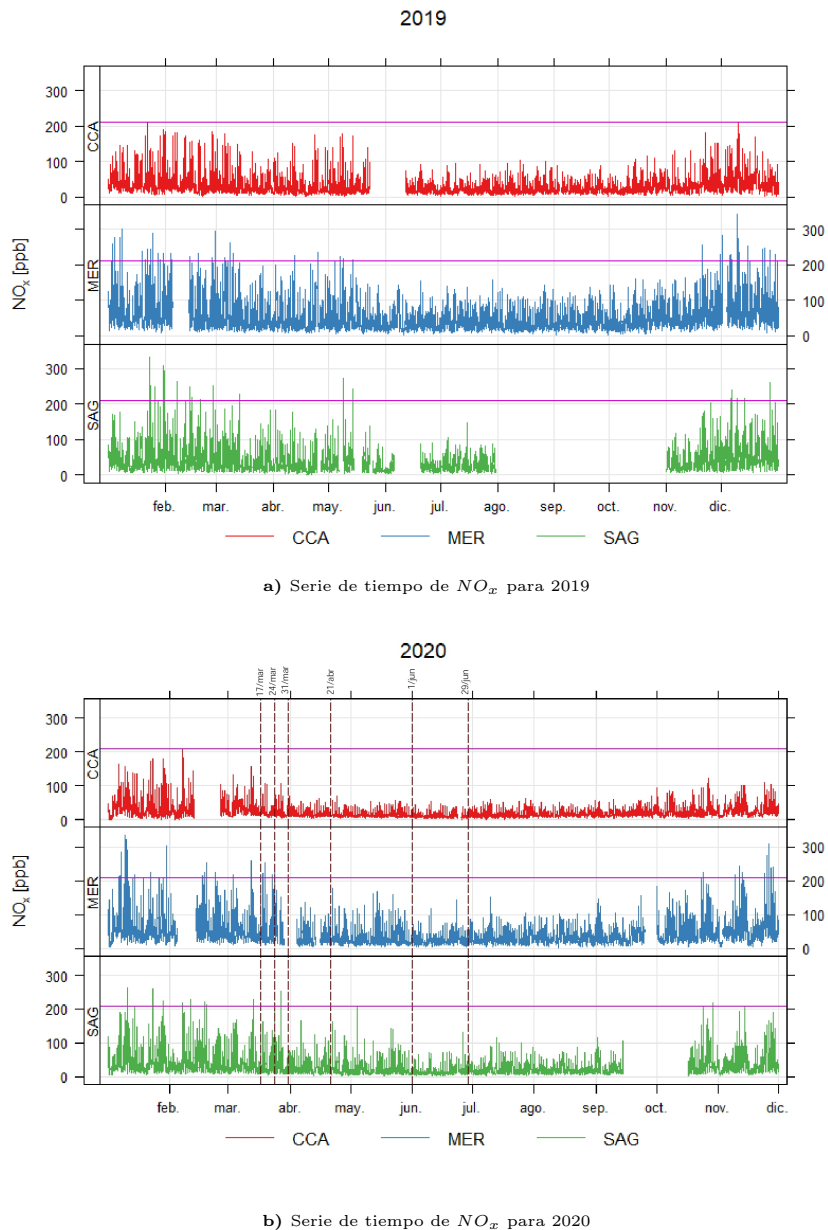 2019
300
200
100
0
CCA
300
200
100
0
MER
300
200
100
0
SAG
NOx [ppb]
feb. mar. abr. may. jun. jul. ago. sep. oct. nov. dic.
CCA MER SAG
a) Serie de tiempo de NOx para 2019
2020
17/mar 24/mar 31/mar 21/abr 1/jun 29/jun
300
200
100
0
CCA
300
200
100
0
MER
300
200
100
0
SAG
NOx [ppb]
feb. mar. abr. may. jun. jul. ago. sep. oct. nov. dic.
CCA MER SAG
b) Serie de tiempo de NOx para 2020